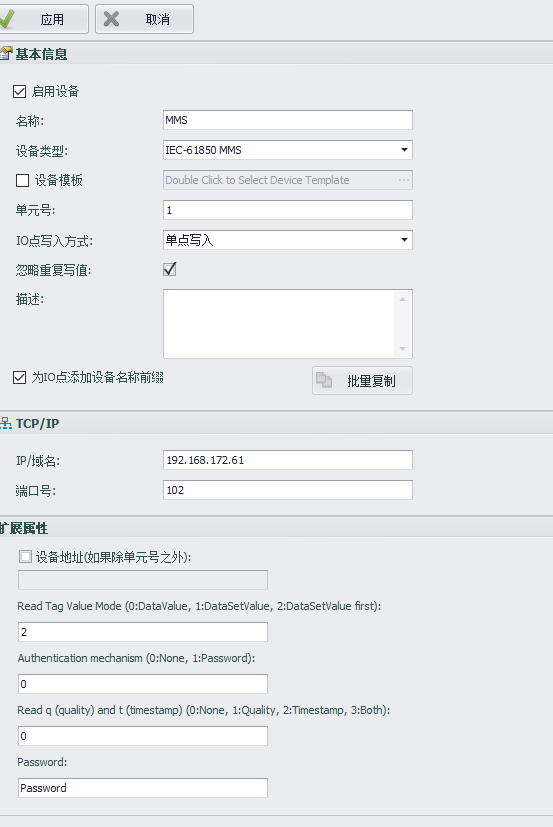 应用 取消
基本信息
启用设备
名称: MMS
设备类型: IEC-61850 MMS
设备模板 Double Click to Select Device Template ...
单元号: 1
IO点写入方式: 单点写入
忽略重复写值:
描述:
为IO点添加设备名称前缀 批量复制
TCP/IP
IP/域名: 192.168.172.61
端口号: 102
扩展属性
设备地址(如果除单元号之外):
Read Tag Value Mode (0:DataValue, 1:DataSetValue, 2:DataSetValue first):
2
Authentication mechanism (0:None, 1:Password):
0
Read q (quality) and t (timestamp) (0:None, 1:Quality, 2:Timestamp, 3:Both):
0
Password:
Password